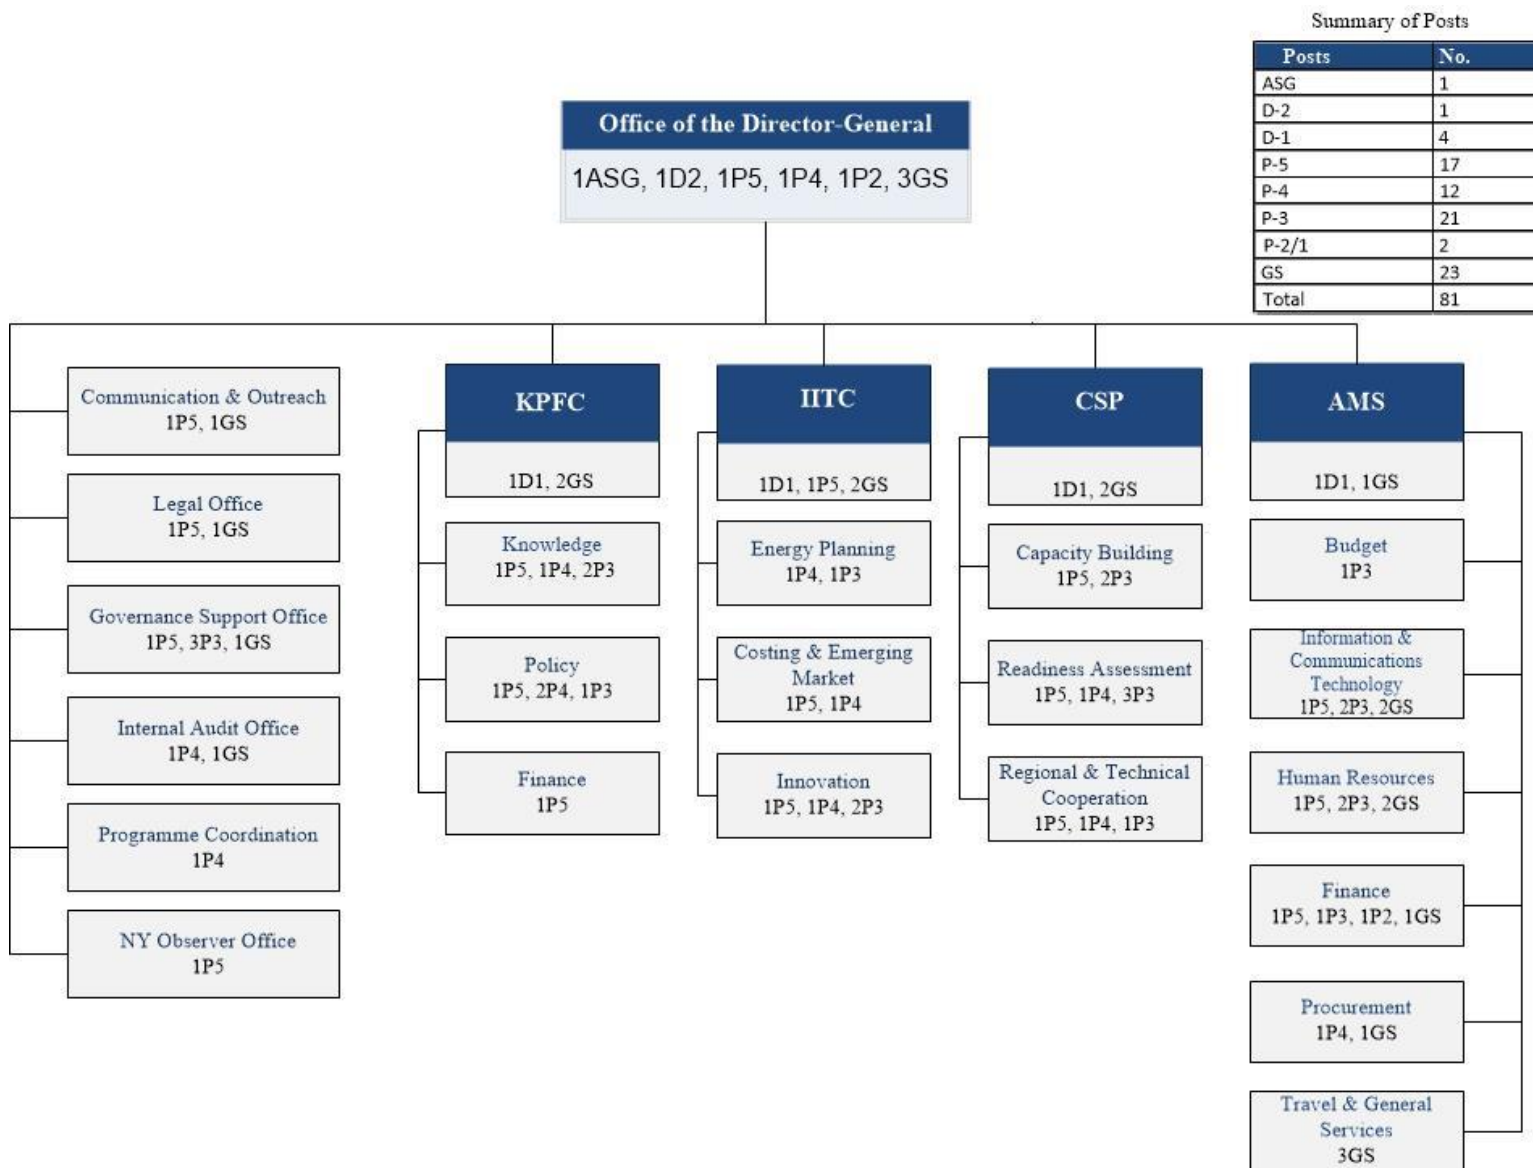 Summary of Posts
Posts No.
ASG 1
D-2 1
D-1 4
P-5 17
P-4 12
P-3 21
P-2/1 2
GS 23
Total 81
Office of the Director-General
1ASG, 1D2, 1P5, 1P4, 1P2, 3GS
Communication & Outreach
1P5, 1GS
Legal Office
1P5, 1GS
Governance Support Office
1P5, 3P3, 1GS
Internal Audit Office
1P4, 1GS
Programme Coordination
1P4
NY Observer Office
1P5
KPFC
1D1, 2GS
Knowledge
1P5, 1P4, 2P3
Policy
1P5, 2P4, 1P3
Finance
1P5
IITC
1D1, 1P5, 2GS
Energy Planning
1P4, 1P3
Costing & Emerging
Market
1P5, 1P4
Innovation
1P5, 1P4, 2P3
CSP
1D1, 2GS
Capacity Building
1P5, 2P3
Readiness Assessment
1P5, 1P4, 3P3
Regional & Technical
Cooperation
1P5, 1P4, 1P3
AMS
1D1, 1GS
Budget
1P3
Information &
Communications
Technology
1P5, 2P3, 2GS
Human Resources
1P5, 2P3, 2GS
Finance
1P5, 1P3, 1P2, 1GS
Procurement
1P4, 1GS
Travel & General
Services
3GS